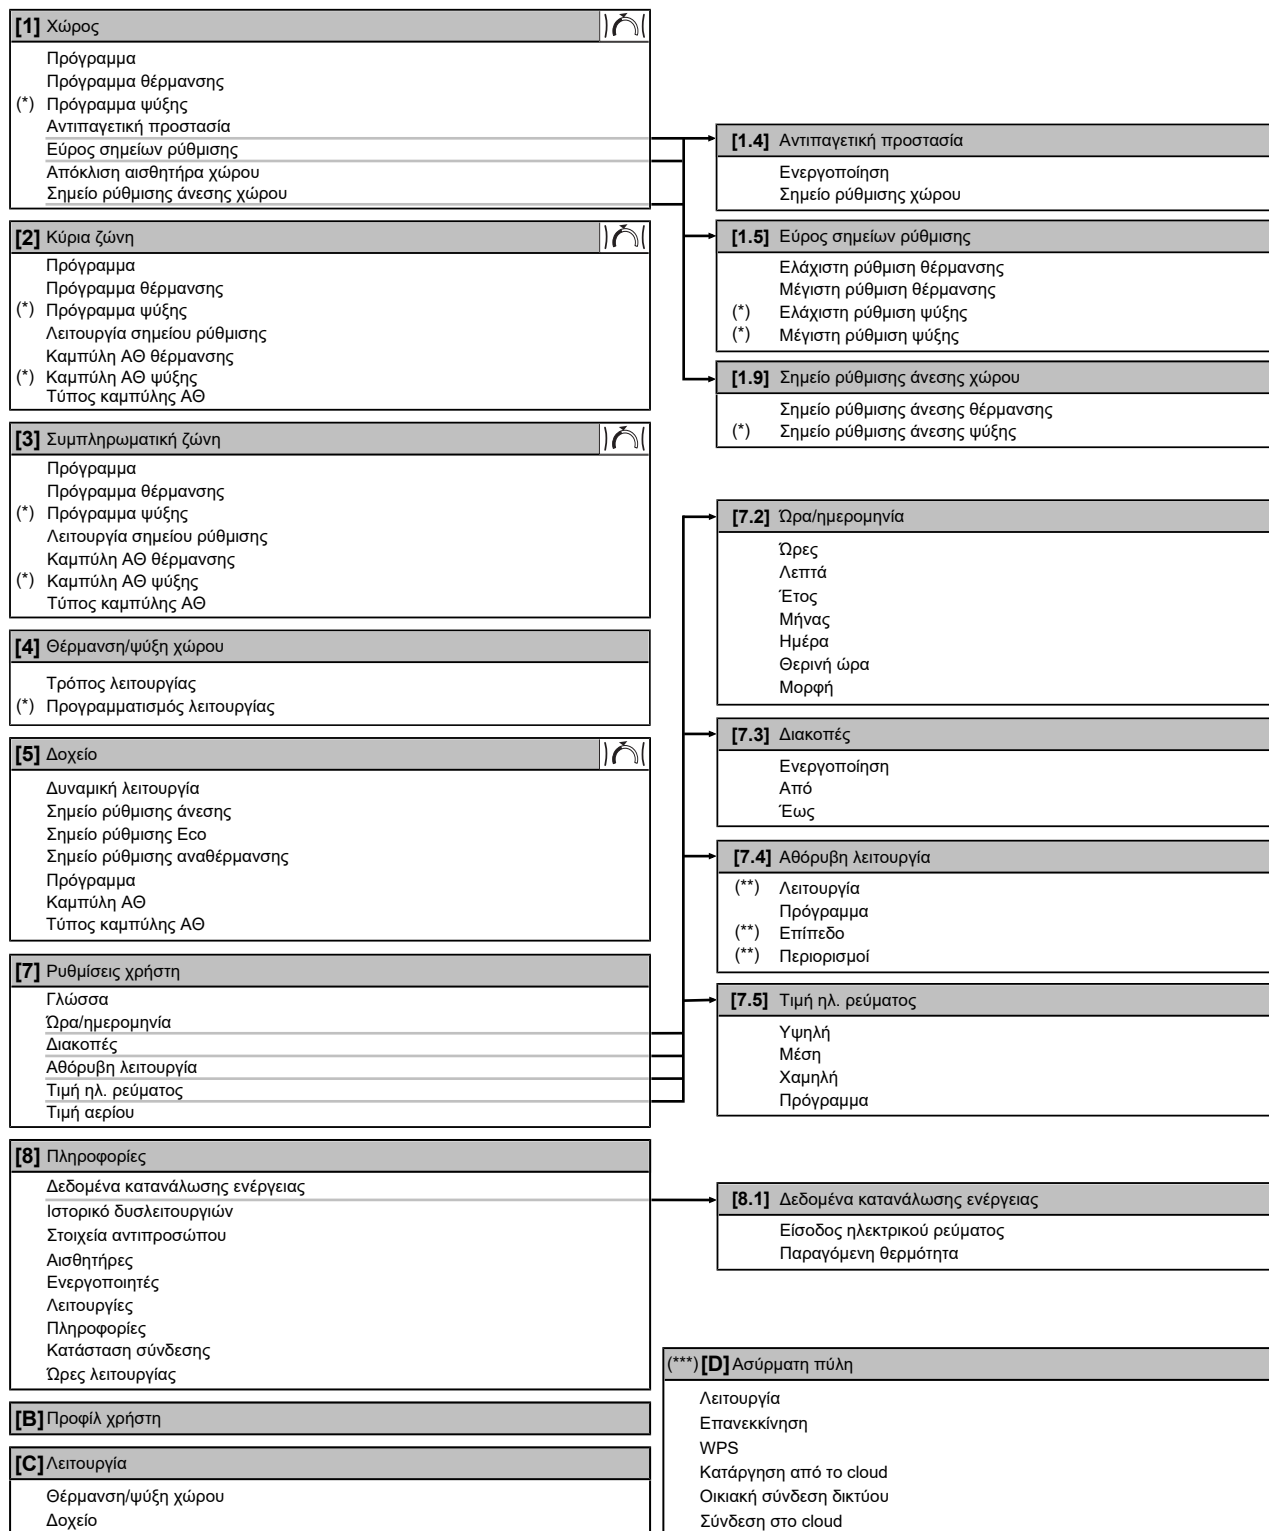 [1] Χώρος
Πρόγραμμα
Πρόγραμμα θέρμανσης
(*) Πρόγραμμα ψύξης
Αντιπαγετική προστασία
Εύρος σημείων ρύθμισης
Απόκλιση αισθητήρα χώρου
Σημείο ρύθμισης άνεσης χώρου
[2] Κύρια ζώνη
Πρόγραμμα
Πρόγραμμα θέρμανσης
(*) Πρόγραμμα ψύξης
Λειτουργία σημείου ρύθμισης
Καμπύλη ΑΘ θέρμανσης
(*) Καμπύλη ΑΘ ψύξης
Τύπος καμπύλης ΑΘ
[3] Συμπληρωματική ζώνη
Πρόγραμμα
Πρόγραμμα θέρμανσης
(*) Πρόγραμμα ψύξης
Λειτουργία σημείου ρύθμισης
Καμπύλη ΑΘ θέρμανσης
(*) Καμπύλη ΑΘ ψύξης
Τύπος καμπύλης ΑΘ
[4] Θέρμανση/ψύξη χώρου
Τρόπος λειτουργίας
(*) Προγραμματισμός λειτουργίας
[5] Δοχείο
Δυναμική λειτουργία
Σημείο ρύθμισης άνεσης
Σημείο ρύθμισης Eco
Σημείο ρύθμισης αναθέρμανσης
Πρόγραμμα
Καμπύλη ΑΘ
Τύπος καμπύλης ΑΘ
[7] Ρυθμίσεις χρήστη
Γλώσσα
Ώρα/ημερομηνία
Διακοπές
Αθόρυβη λειτουργία
Τιμή ηλ. ρεύματος
Τιμή αερίου
[8] Πληροφορίες
Δεδομένα κατανάλωσης ενέργειας
Ιστορικό δυσλειτουργιών
Στοιχεία αντιπροσώπου
Αισθητήρες
Ενεργοποιητές
Λειτουργίες
Πληροφορίες
Κατάσταση σύνδεσης
Ώρες λειτουργίας
[B] Προφίλ χρήστη
[C] Λειτουργία
Θέρμανση/ψύξη χώρου
Δοχείο
[1.4] Αντιπαγετική προστασία
Ενεργοποίηση
Σημείο ρύθμισης χώρου
[1.5] Εύρος σημείων ρύθμισης
Ελάχιστη ρύθμιση θέρμανσης
Μέγιστη ρύθμιση θέρμανσης
(*) Ελάχιστη ρύθμιση ψύξης
(*) Μέγιστη ρύθμιση ψύξης
[1.9] Σημείο ρύθμισης άνεσης χώρου
Σημείο ρύθμισης άνεσης θέρμανσης
(*) Σημείο ρύθμισης άνεσης ψύξης
[7.2] Ώρα/ημερομηνία
Ώρες
Λεπτά
Έτος
Μήνας
Ημέρα
Θερινή ώρα
Μορφή
[7.3] Διακοπές
Ενεργοποίηση
Από
Έως
[7.4] Αθόρυβη λειτουργία
(**) Λειτουργία
Πρόγραμμα
(**) Επίπεδο
(**) Περιορισμοί
[7.5] Τιμή ηλ. ρεύματος
Υψηλή
Μέση
Χαμηλή
Πρόγραμμα
[8.1] Δεδομένα κατανάλωσης ενέργειας
Είσοδος ηλεκτρικού ρεύματος
Παραγόμενη θερμότητα
(***) [D] Ασύρματη πύλη
Λειτουργία
Επανεκκίνηση
WPS
Κατάργηση από το cloud
Οικιακή σύνδεση δικτύου
Σύνδεση στο cloud